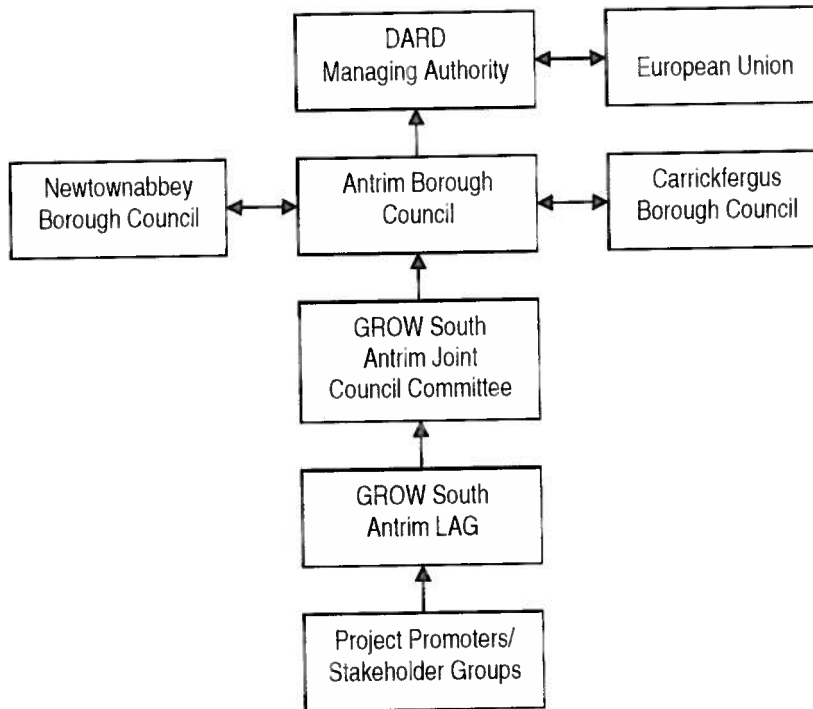 DARD
Managing Authority
European Union
Newtownabbey
Borough Council
Antrim Borough
Council
Carrickfergus
Borough Council
GROW South
Antrim Joint
Council Committee
GROW South
Antrim LAG
Project Promoters/
Stakeholder Groups